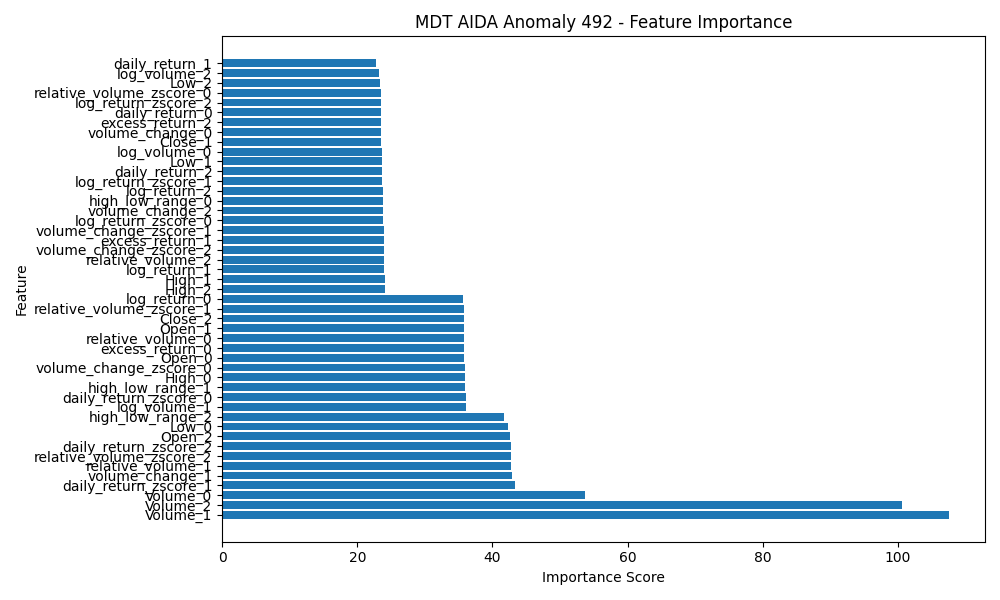 MDT AIDA Anomaly 492 - Feature Importance
daily_return_1
log_volume_2
Low_2
relative_volume_zscore_0
log_return_zscore_2
daily_return_0
excess_return_2
volume_change_0
Close_1
log_volume_0
Low_1
daily_return_2
log_return_zscore_1
log_return_2
high_low_range_0
volume_change_2
log_return_zscore_0
volume_change_zscore_1
excess_return_1
volume_change_zscore_2
relative_volume_2
log_return_1
High_1
High_2
log_return_0
relative_volume_zscore_1
Close_2
Open_1
relative_volume_0
excess_return_0
Open_0
volume_change_zscore_0
High_0
high_low_range_1
daily_return_zscore_0
log_volume_1
high_low_range_2
Low_0
Open_2
daily_return_zscore_2
relative_volume_zscore_2
relative_volume_1
volume_change_1
daily_return_zscore_1
Volume_0
Volume_2
Volume_1
Feature
0 20 40 60 80 100
Importance Score